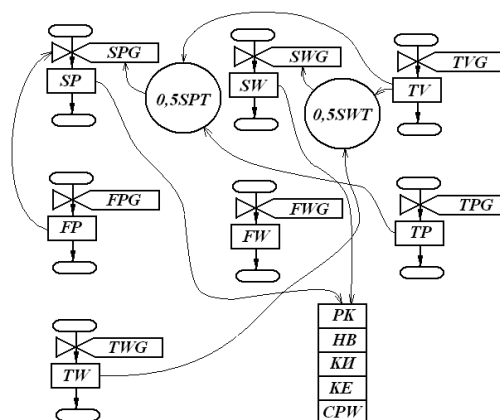 SPG
SP
0,5SPT
SWG
SW
0,5SWT
TVG
TV
FPG
FP
FWG
FW
TPG
TP
TWG
TW
PK
HB
КИ
KE
CPW